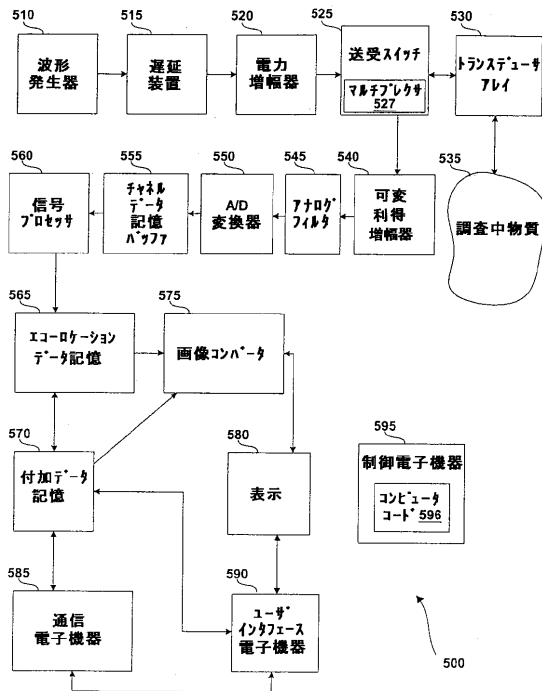 510
波形
発生器
515
遅延
装置
520
電力
増幅器
525
送受スイッチ
マルチプレクサ
527
530
トランスデューサ
アレイ
535
調査中物質
540
可変
利得
増幅器
545
アナログ
フィルタ
550
A/D
変換器
555
チャネル
データ
記憶
バッファ
560
信号
プロセッサ
565
エコーロケーション
データ記憶
570
付加データ
記憶
575
画像コンバータ
580
表示
585
通信
電子機器
590
ユーザ
インタフェース
電子機器
595
制御電子機器
コンピュータ
コード 596
500